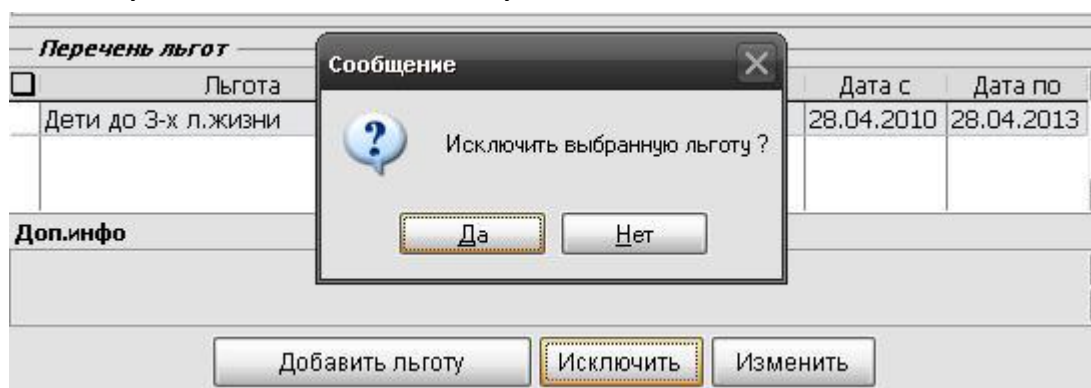 Перечень льгот
Сообщение
Льгота Дата с Дата по
Дети до 3-х л.жизни 28.04.2010 28.04.2013
Исключить выбранную льготу ?
Да Нет
Доп.инфо
Добавить льготу Исключить Изменить